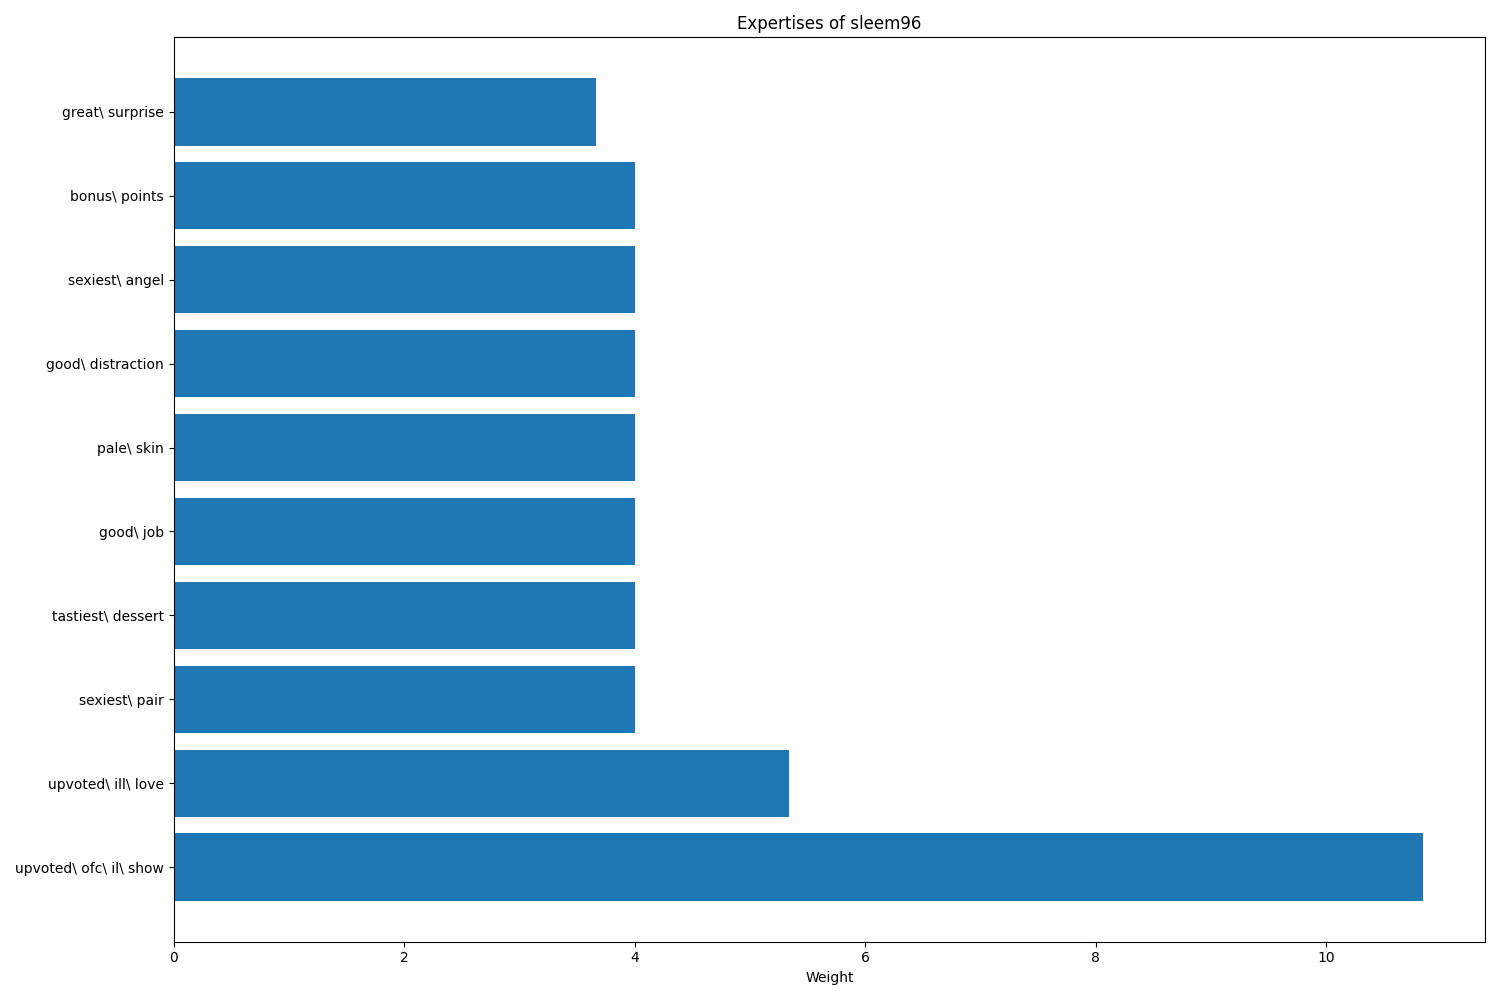 Expertises of sleem96
great\ surprise
bonus\ points
sexiest\ angel
good\ distraction
pale\ skin
good\ job
tastiest\ dessert
sexiest\ pair
upvoted\ ill\ love
upvoted\ ofc\ il\ show
0 2 4 6 8 10
Weight